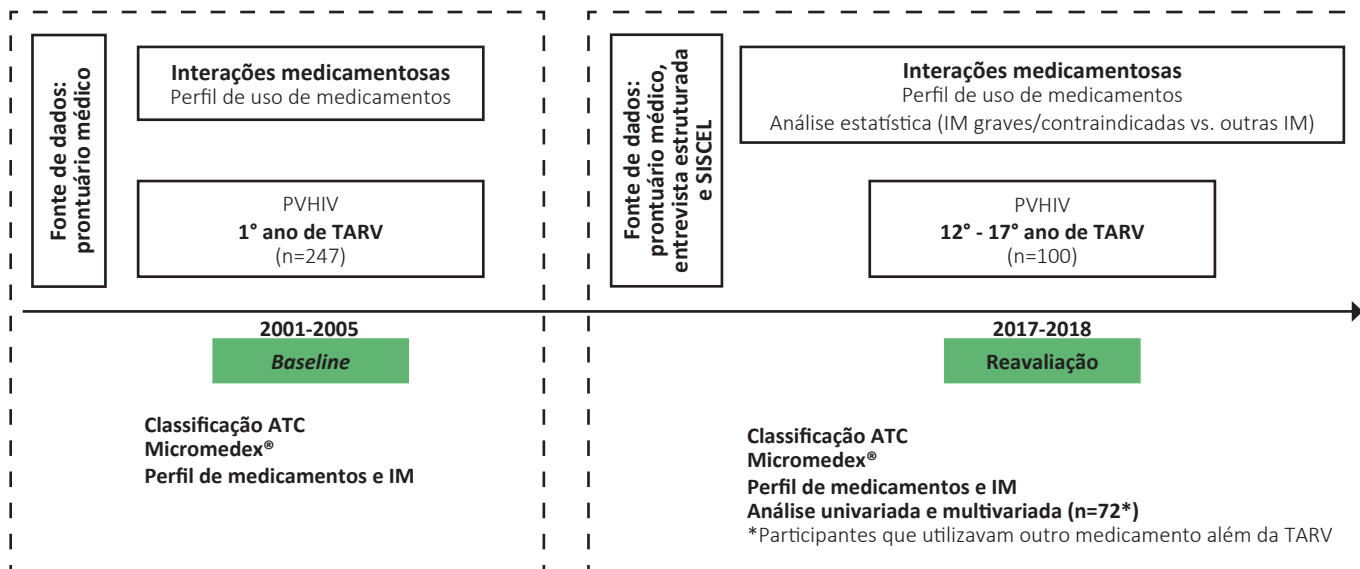 Fonte de dados:
prontuário médico
Interações medicamentosas
Perfil de uso de medicamentos
PVHIV
1° ano de TARV
(n=247)
2001-2005
Baseline
Classificação ATC
Micromedex®
Perfil de medicamentos e IM
Fonte de dados:
prontuário médico,
entrevista estruturada
e SISCEL
Interações medicamentosas
Perfil de uso de medicamentos
Análise estatística (IM graves/contraindicadas vs. outras IM)
PVHIV
12° - 17° ano de TARV
(n=100)
2017-2018
Reavaliação
Classificação ATC
Micromedex®
Perfil de medicamentos e IM
Análise univariada e multivariada (n=72*)
*Participantes que utilizavam outro medicamento além da TARV